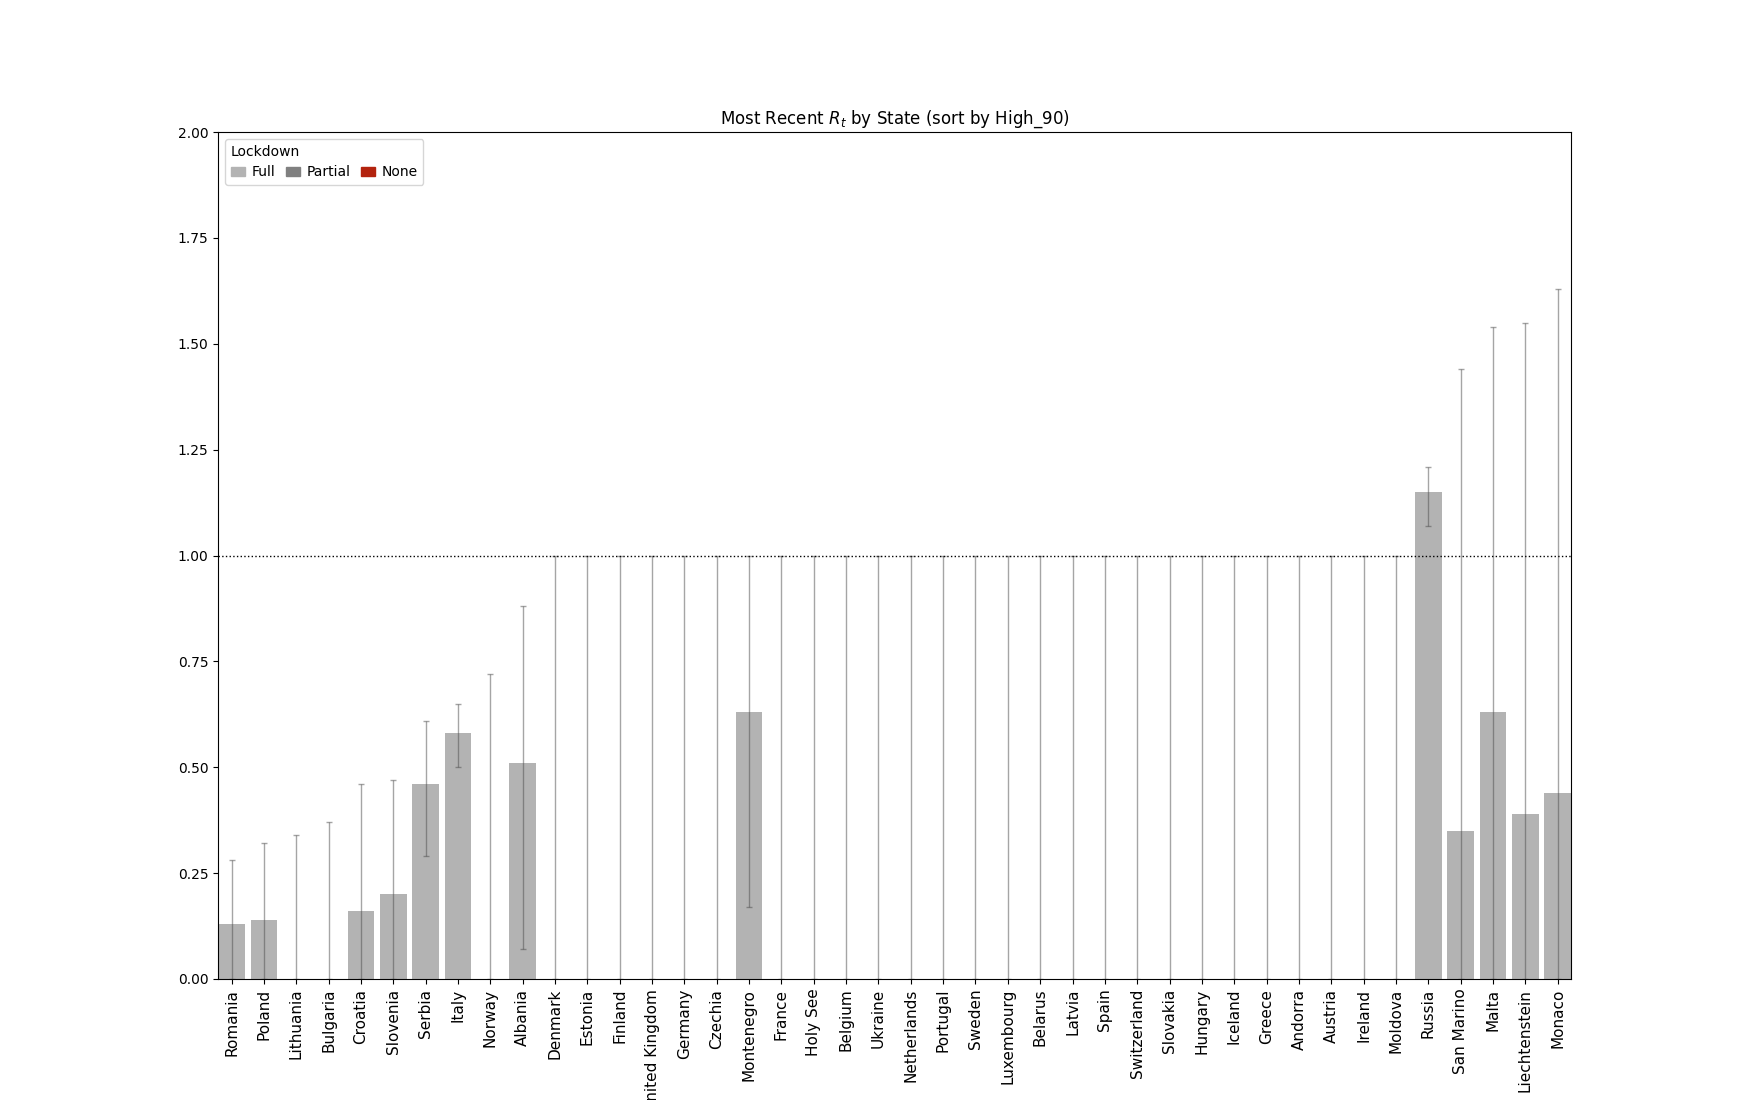 Most Recent R_t by State (sort by High_90)
Lockdown
Full Partial None
2.00
1.75
1.50
1.25
1.00
0.75
0.50
0.25
0.00
Romania
Poland
Lithuania
Bulgaria
Croatia
Slovenia
Serbia
Italy
Norway
Albania
Denmark
Estonia
Finland
nited Kingdom
Germany
Czechia
Montenegro
France
Holy See
Belgium
Ukraine
Netherlands
Portugal
Sweden
Luxembourg
Belarus
Latvia
Spain
Switzerland
Slovakia
Hungary
Iceland
Greece
Andorra
Austria
Ireland
Moldova
Russia
San Marino
Malta
Liechtenstein
Monaco